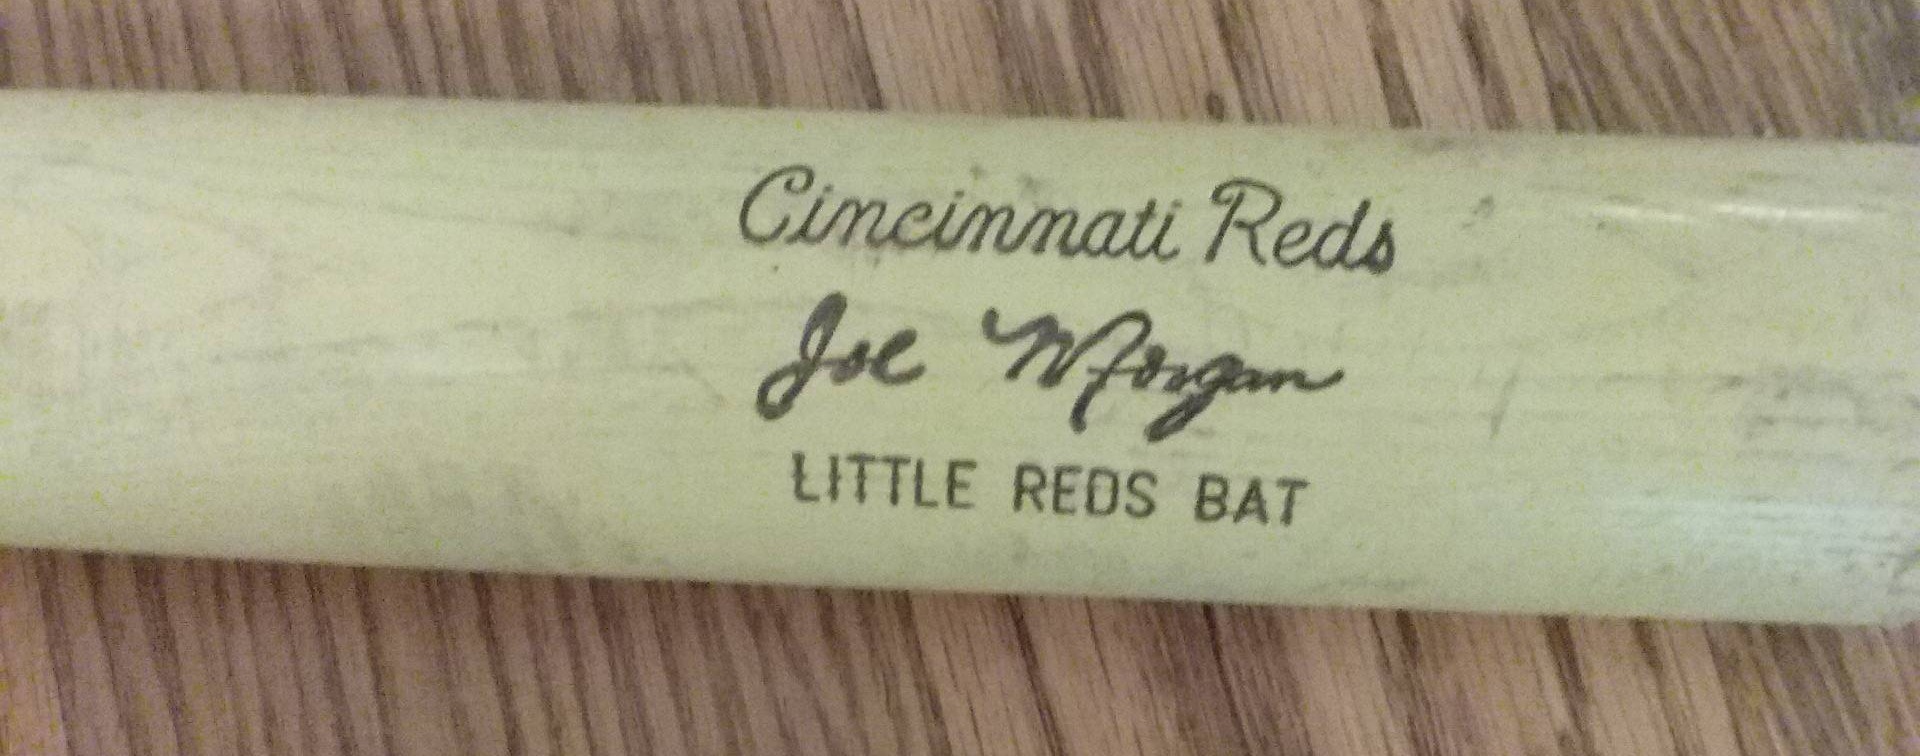 Cincinnati Reds
Joe Morgan
LITTLE REDS BAT